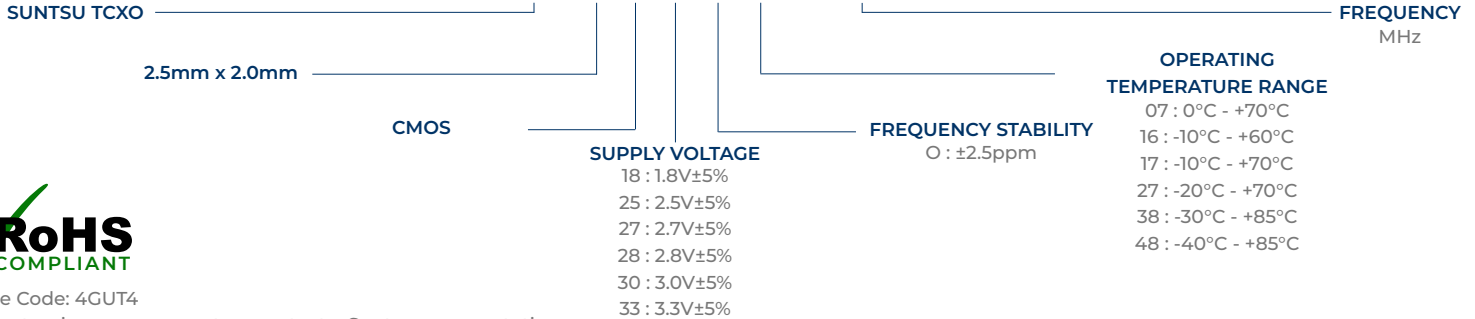 SUNTSU TCXO
FREQUENCY
MHz
2.5mm x 2.0mm
OPERATING
TEMPERATURE RANGE
07 : 0°C - +70°C
16 : -10°C - +60°C
17 : -10°C - +70°C
27 : -20°C - +70°C
38 : -30°C - +85°C
48 : -40°C - +85°C
CMOS
FREQUENCY STABILITY
O : ±2.5ppm
SUPPLY VOLTAGE
18 : 1.8V±5%
25 : 2.5V±5%
27 : 2.7V±5%
28 : 2.8V±5%
30 : 3.0V±5%
33 : 3.3V±5%
RoHS
COMPLIANT
e Code: 4GUT4